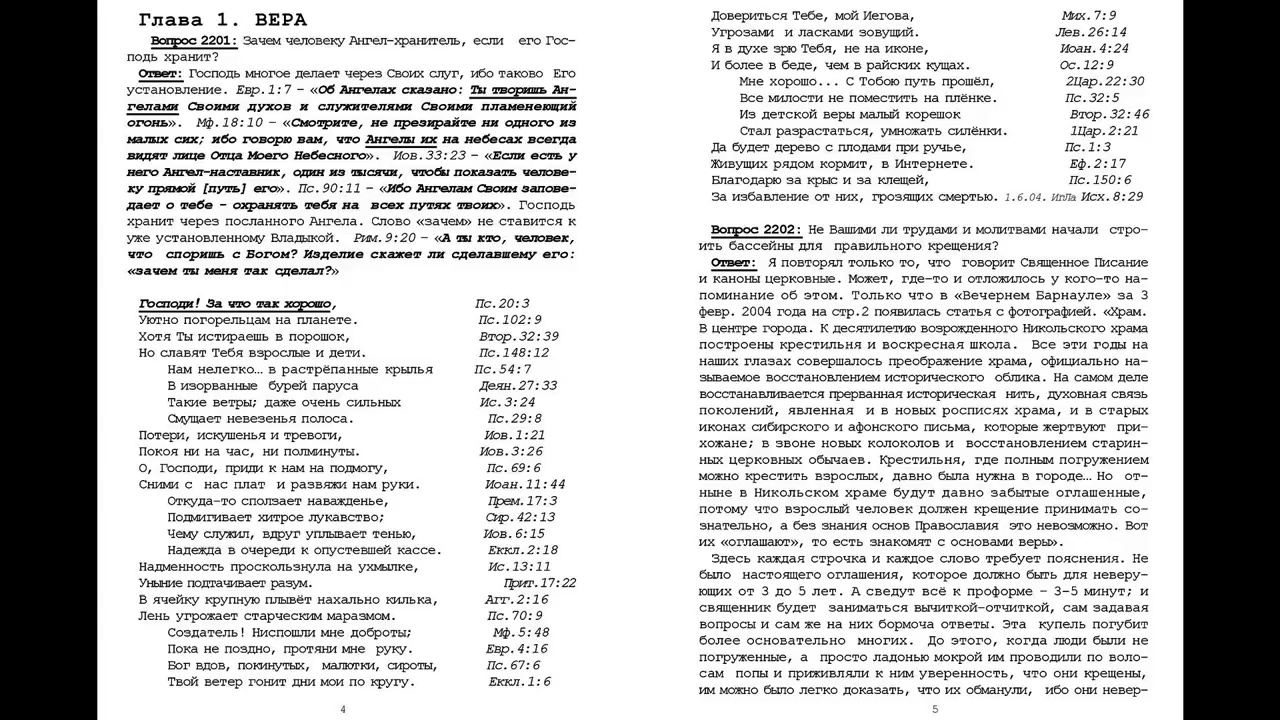 Глава 1. ВЕРА
Вопрос 2201: Зачем человеку Ангел-хранитель, если его Гос-
подь хранит?
Ответ: Господь многое делает через Своих слуг, ибо таково Его
установление. Евр.1:7 – «Об Ангелах сказано: Ты творишь Ан-
гелами Своими духов и служителями Своими пламенеющий
огонь». Мф.18:10 – «Смотрите, не презирайте ни одного из
малых сих; ибо говорю вам, что Ангелы их на небесах всегда
видят лице Отца Моего Небесного». Иов.33:23 – «Если есть у
него Ангел-наставник, один из тысячи, чтобы показать челове-
ку прямой [путь] его». Пс.90:11 – «Ибо Ангелам Своим запове-
дает о тебе – охранять тебя на всех путях твоих». Господь
хранит через посланного Ангела. Слово «зачем» не ставится к
уже установленному Владыкой. Рим.9:20 – «А ты кто, человек,
что споришь с Богом? Изделие скажет ли сделавшему его:
«зачем ты меня так сделал?»
Господи! За что так хорошо, Пс.20:3
Уютно погорельцам на планете. Пс.102:9
Хотя Ты истираешь в порошок, Втор.32:39
Но славят Тебя взрослые и дети. Пс.148:12
Нам нелегко… в растрёпанные крылья Пс.54:7
В изорванные бурей паруса Деян.27:33
Такие ветры; даже очень сильных Ис.3:24
Смущает невезенья полоса. Пс.29:8
Потери, искушенья и тревоги, Иов.1:21
Покоя ни на час, ни полминуты. Иов.3:26
О, Господи, приди к нам на подмогу, Пс.69:6
Сними с нас плат и развяжи нам руки. Иоан.11:44
Откуда-то сползает наважденье, Прем.17:3
Подмигивает хитрое лукавство; Сир.42:13
Чему служил, вдруг уплывает тенью, Иов.6:15
Надежда в очереди к опустевшей кассе. Еккл.2:18
Надменность проскользнула на ухмылке, Ис.13:11
Уныние подтачивает разум. Прит.17:22
В ячейку крупную плывёт нахально килька, Агг.2:16
Лень угрожает старческим маразмом. Пс.70:9
Создатель! Ниспошли мне доброты; Мф.5:48
Пока не поздно, протяни мне руку. Евр.4:16
Бог вдов, покинутых, малютки, сироты, Пс.67:6
Твой ветер гонит дни мои по кругу. Еккл.1:6
4
Довериться Тебе, мой Иегова, Мих.7:9
Угрозами и ласками зовущий. Лев.26:14
Я в духе зрю Тебя, не на иконе, Иоан.4:24
И более в беде, чем в райских кущах. Ос.12:9
Мне хорошо... С Тобою путь прошёл, 2Цар.22:30
Все милости не поместить на плёнке. Пс.32:5
Из детской веры малый корешок Втор.32:46
Стал разрастаться, умножать силёнки. 1Цар.2:21
Да будет дерево с плодами при ручье, Пс.1:3
Живущих рядом кормит, в Интернете. Еф.2:17
Благодарю за крыс и за клещей, Пс.150:6
За избавление от них, грозящих смертью. 1.6.04. ИпЛа Исх.8:29
Вопрос 2202: Не Вашими ли трудами и молитвами начали стро-
ить бассейны для правильного крещения?
Ответ: Я повторял только то, что говорит Священное Писание
и каноны церковные. Может, где-то и отложилось у кого-то на-
поминание об этом. Только что в «Вечернем Барнауле» за 3
февр. 2004 года на стр.2 появилась статья с фотографией. «Храм.
В центре города. К десятилетию возрожденного Никольского храма
построены крестильня и воскресная школа. Все эти годы на
наших глазах совершалось преображение храма, официально на-
зываемое восстановлением исторического облика. На самом деле
восстанавливается прерванная историческая нить, духовная связь
поколений, явленная и в новых росписях храма, и в старых
иконах сибирского и афонского письма, которые жертвуют при-
хожане; в звоне новых колоколов и восстановлением старин-
ных церковных обычаев. Крестильня, где полным погружением
можно крестить взрослых, давно была нужна в городе… Но от-
ныне в Никольском храме будут давно забытые оглашенные,
потому что взрослый человек должен крещение принимать со-
знательно, а без знания основ Православия это невозможно. Вот
их «оглашают», то есть знакомят с основами веры».
Здесь каждая строчка и каждое слово требует пояснения. Не
было настоящего оглашения, которое должно быть для неверу-
ющих от 3 до 5 лет. А сведут всё к проформе – 3-5 минут; и
священник будет заниматься вычиткой-отчиткой, сам задавая
вопросы и сам же на них бормоча ответы. Эта купель погубит
более основательно многих. До этого, когда люди были не
погруженные, а просто ладонью мокрой им проводили по воло-
сам попы и приживляли к ним уверенность, что они крещены,
им можно было легко доказать, что их обманули, ибо они невер-
5